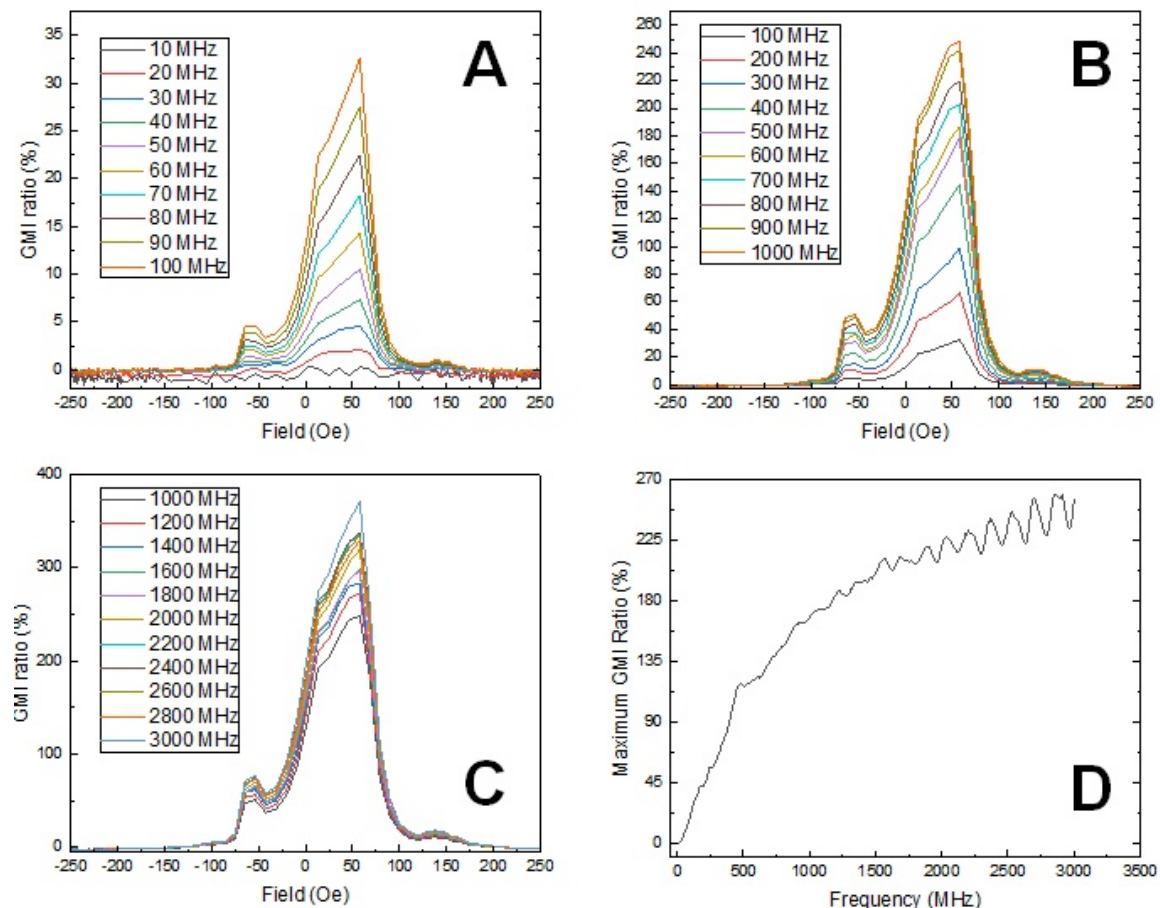 A
35
30
25
20
15
10
5
0
GMI ratio (%)
10 MHz
20 MHz
30 MHz
40 MHz
50 MHz
60 MHz
70 MHz
80 MHz
90 MHz
100 MHz
-250 -200 -150 -100 -50 0 50 100 150 200 250
Field (Oe)
B
260
240
220
200
180
160
140
120
100
80
60
40
20
0
GMI ratio (%)
100 MHz
200 MHz
300 MHz
400 MHz
500 MHz
600 MHz
700 MHz
800 MHz
900 MHz
1000 MHz
-250 -200 -150 -100 -50 0 50 100 150 200 250
Field (Oe)
C
400
300
200
100
0
GMI ratio (%)
1000 MHz
1200 MHz
1400 MHz
1600 MHz
1800 MHz
2000 MHz
2200 MHz
2400 MHz
2600 MHz
2800 MHz
3000 MHz
-250 -200 -150 -100 -50 0 50 100 150 200 250
Field (Oe)
D
270
225
180
135
90
45
0
Maximum GMI Ratio (%)
0 500 1000 1500 2000 2500 3000 3500
Frequency (MHz)